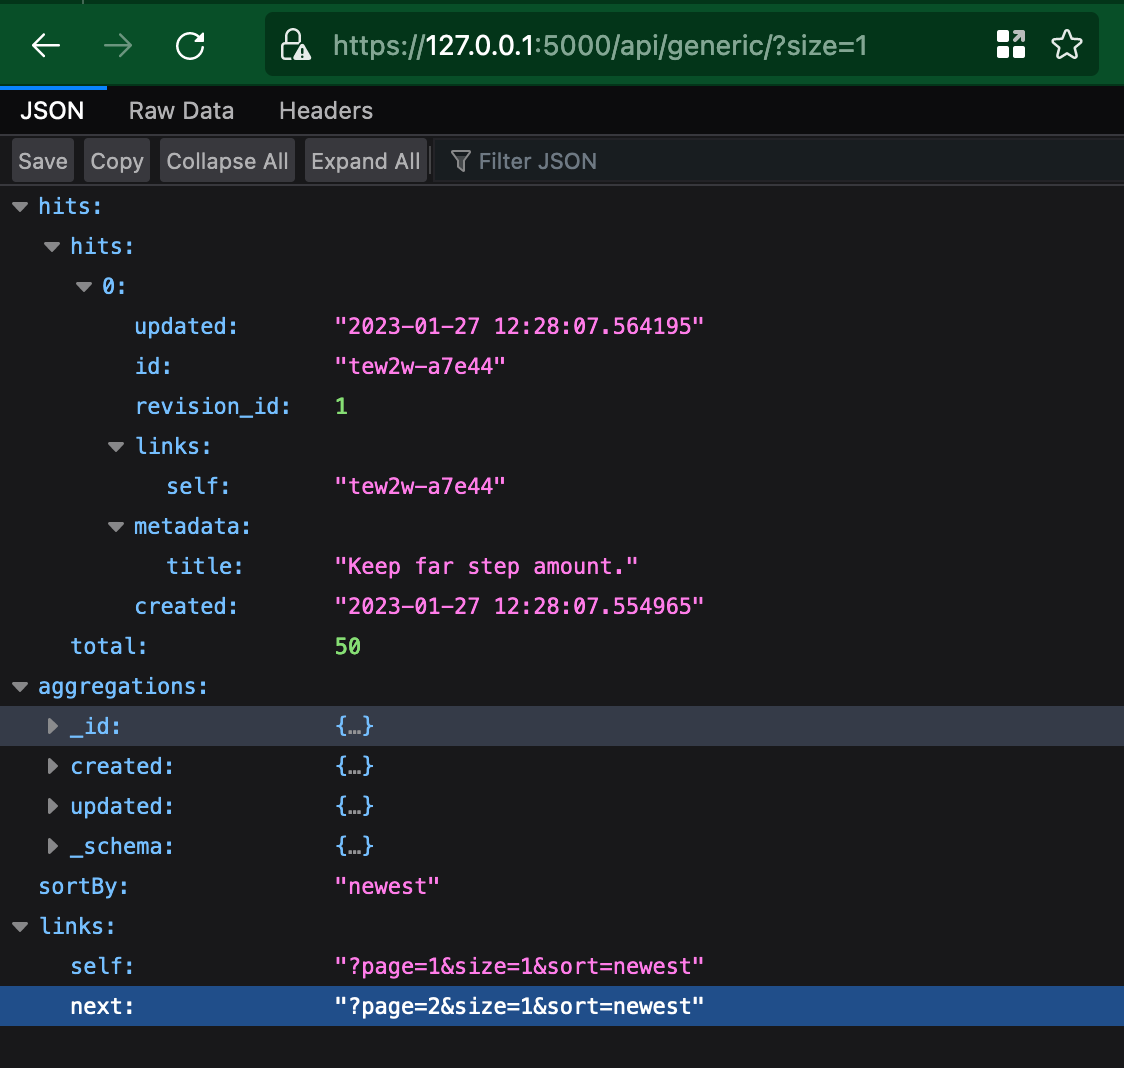 https://127.0.0.1:5000/api/generic/?size=1
JSON Raw Data Headers
Save Copy Collapse All Expand All Filter JSON
hits:
hits:
0:
updated: "2023-01-27 12:28:07.564195"
id: "tew2w-a7e44"
revision_id: 1
links:
self: "tew2w-a7e44"
metadata:
title: "Keep far step amount."
created: "2023-01-27 12:28:07.554965"
total: 50
aggregations:
_id: {…}
created: {…}
updated: {…}
_schema: {…}
sortBy: "newest"
links:
self: "?page=1&size=1&sort=newest"
next: "?page=2&size=1&sort=newest"